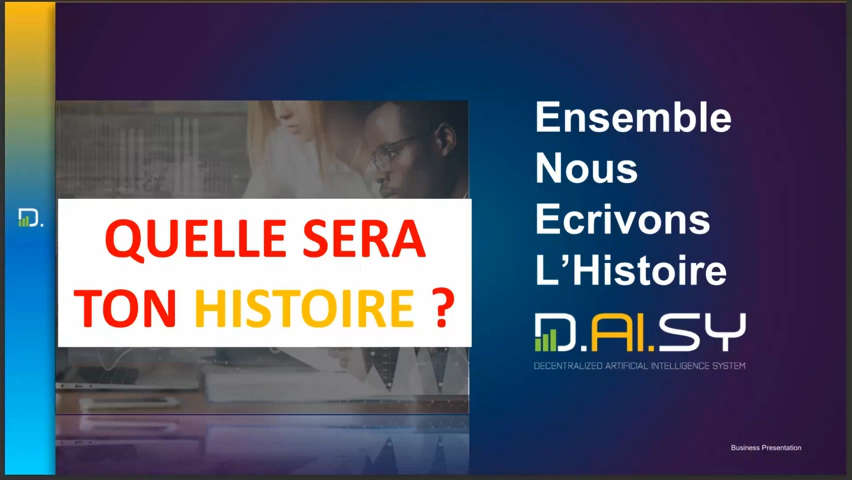 D.
QUELLE SERA
TON HISTOIRE ?
Ensemble
Nous
Ecrivons
L’Histoire
D.AI.SY
DECENTRALIZED ARTIFICIAL INTELLIGENCE SYSTEM
Business Presentation